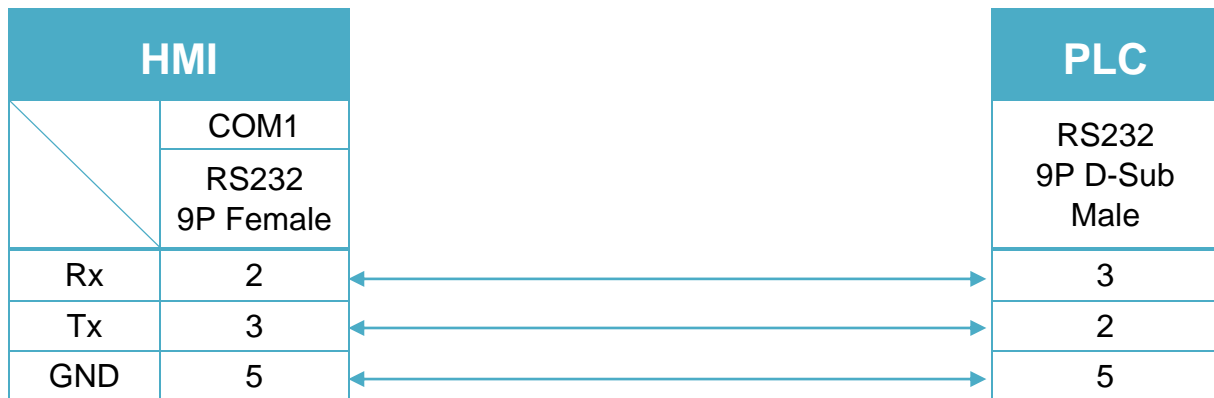 HMI
PLC
COM1
RS232
9P Female
RS232
9P D-Sub
Male
Rx 2 3
Tx 3 2
GND 5 5